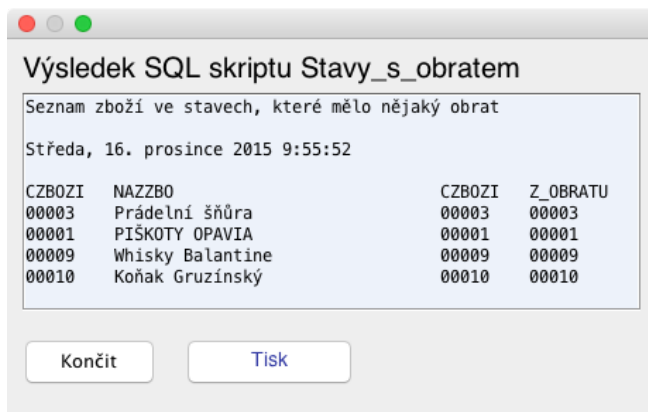 Výsledek SQL skriptu Stavy_s_obratem
Seznam zboží ve stavech, které mělo nějaký obrat
Středa, 16. prosince 2015 9:55:52
CZBOZI NAZZBO CZBOZI Z_OBRATU
00003 Prádelní šňůra 00003 00003
00001 PIŠKOTY OPAVIA 00001 00001
00009 Whisky Balantine 00009 00009
00010 Koňak Gruzínský 00010 00010
Končit Tisk